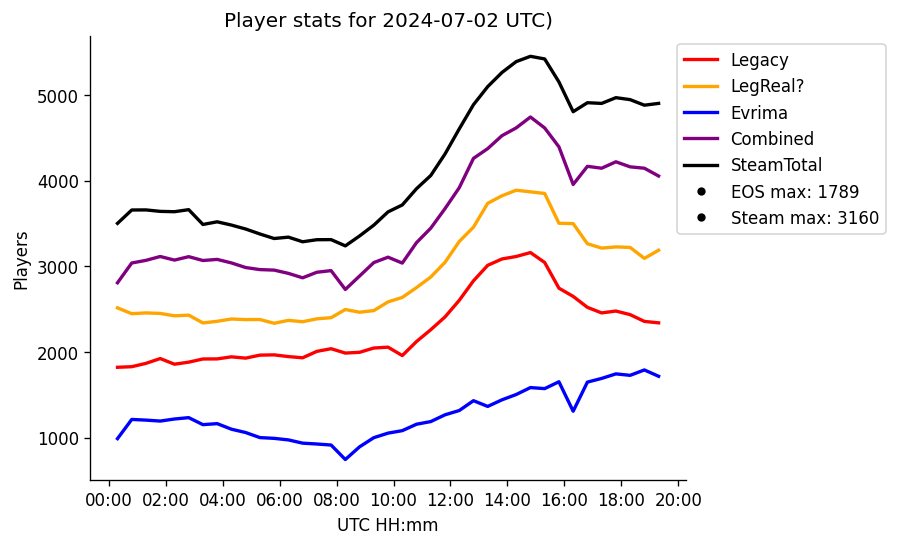 Player stats for 2024-07-02 UTC)
Legacy
LegReal?
Evrima
Combined
SteamTotal
EOS max: 1789
Steam max: 3160
Players
5000
4000
3000
2000
1000
00:00 02:00 04:00 06:00 08:00 10:00 12:00 14:00 16:00 18:00 20:00
UTC HH:mm